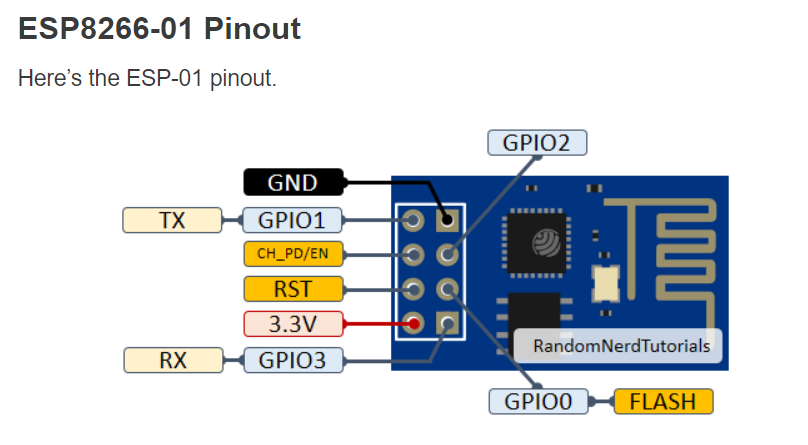 ESP8266-01 Pinout
Here’s the ESP-01 pinout.
GPIO2
GND
TX GPIO1
CH_PD/EN
RST
3.3V
RandomNerdTutorials
RX GPIO3
GPIO0 FLASH